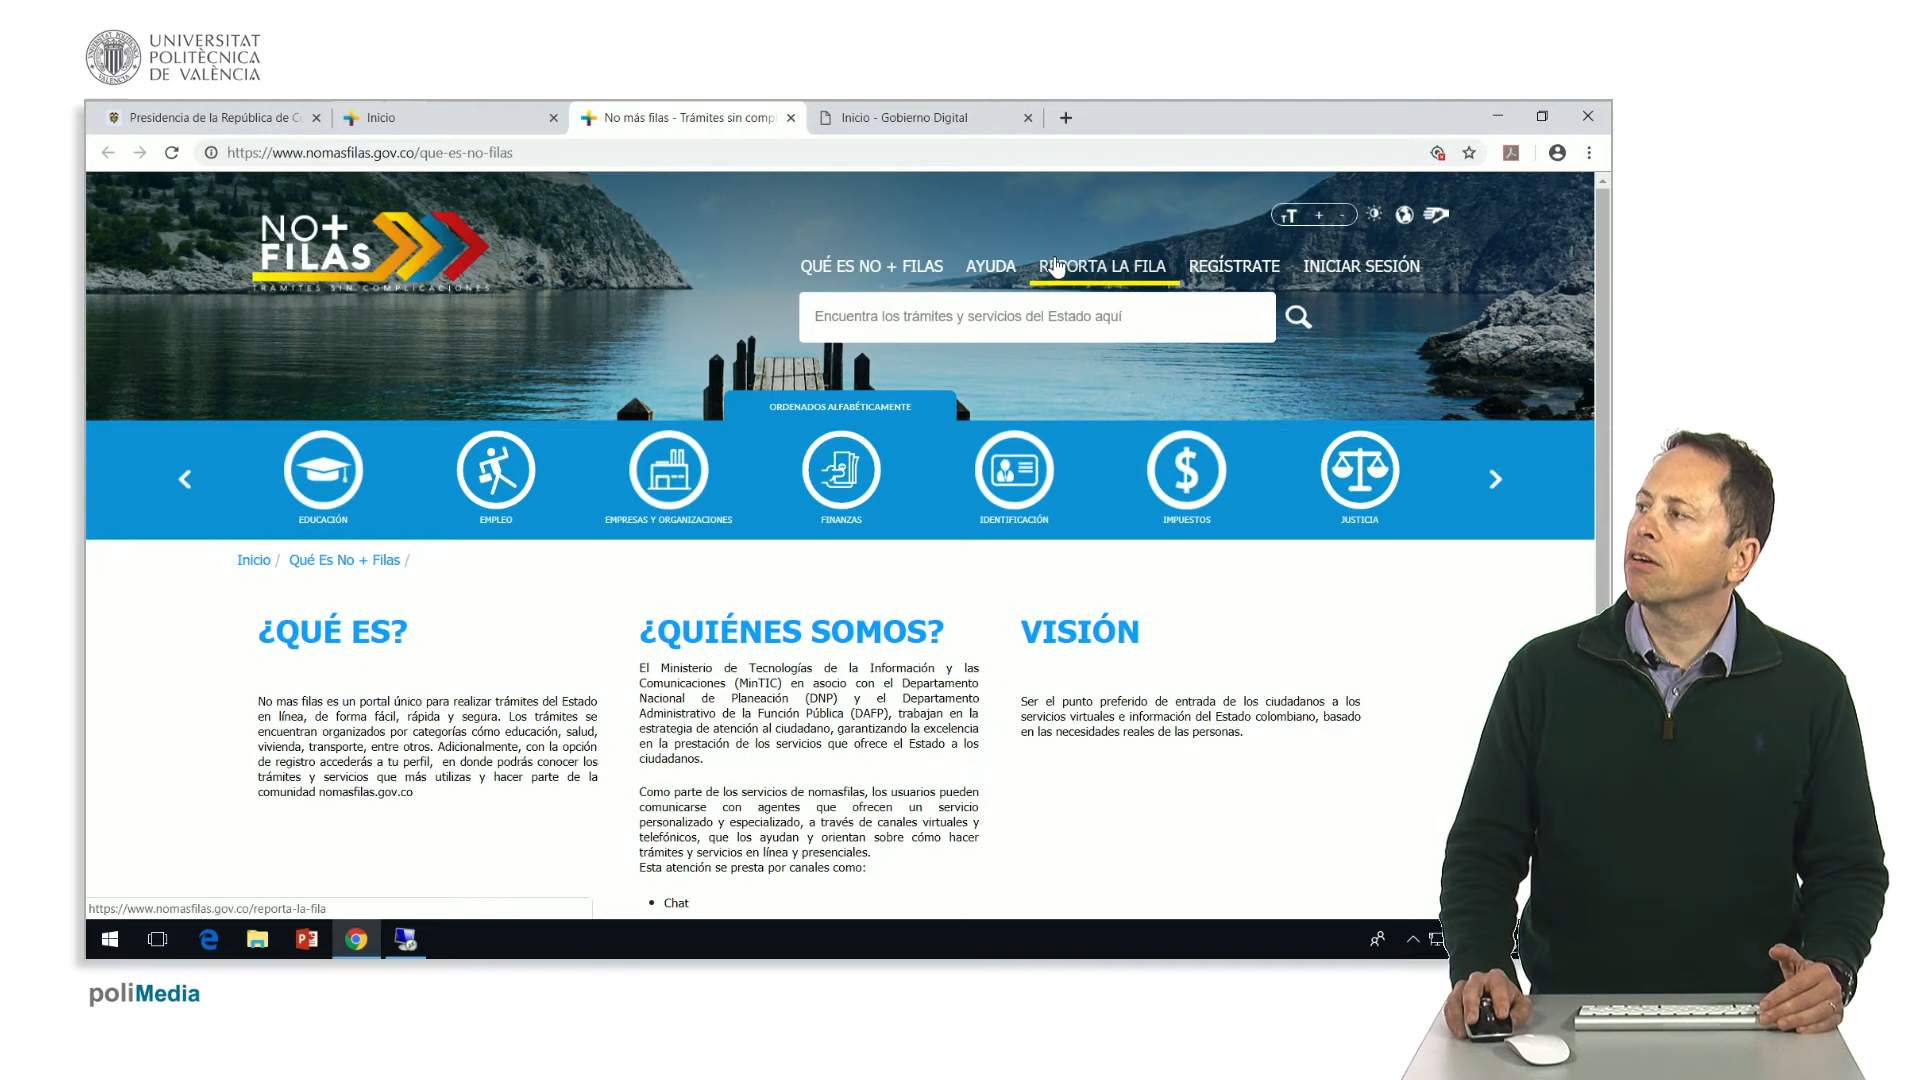 UNIVERSITAT
POLITÈCNICA
DE VALÈNCIA
Presidencia de la República de C
Inicio
No más filas - Trámites sin comp
Inicio - Gobierno Digital
https://www.nomasfilas.gov.co/que-es-no-filas
NO+
FILAS
TRÁMITES SIN COMPLICACIONES
TT + -
QUÉ ES NO + FILAS AYUDA REPORTA LA FILA REGÍSTRATE INICIAR SESIÓN
Encuentra los trámites y servicios del Estado aquí
ORDENADOS ALFABÉTICAMENTE
EDUCACIÓN EMPLEO EMPRESAS Y ORGANIZACIONES FINANZAS IDENTIFICACIÓN IMPUESTOS JUSTICIA
Inicio / Qué Es No + Filas /
¿QUÉ ES?
No mas filas es un portal único para realizar trámites del Estado
en línea, de forma fácil, rápida y segura. Los trámites se
encuentran organizados por categorías cómo educación, salud,
vivienda, transporte, entre otros. Adicionalmente, con la opción
de registro accederás a tu perfil, en donde podrás conocer los
trámites y servicios que más utilizas y hacer parte de la
comunidad nomasfilas.gov.co
¿QUIÉNES SOMOS?
El Ministerio de Tecnologías de la Información y las
Comunicaciones (MinTIC) en asocio con el Departamento
Nacional de Planeación (DNP) y el Departamento
Administrativo de la Función Pública (DAFP), trabajan en la
estrategia de atención al ciudadano, garantizando la excelencia
en la prestación de los servicios que ofrece el Estado a los
ciudadanos.
Como parte de los servicios de nomasfilas, los usuarios pueden
comunicarse con agentes que ofrecen un servicio
personalizado y especializado, a través de canales virtuales y
telefónicos, que los ayudan y orientan sobre cómo hacer
trámites y servicios en línea y presenciales.
Esta atención se presta por canales como:
• Chat
VISIÓN
Ser el punto preferido de entrada de los ciudadanos a los
servicios virtuales e información del Estado colombiano, basado
en las necesidades reales de las personas.
https://www.nomasfilas.gov.co/reporta-la-fila
poliMedia